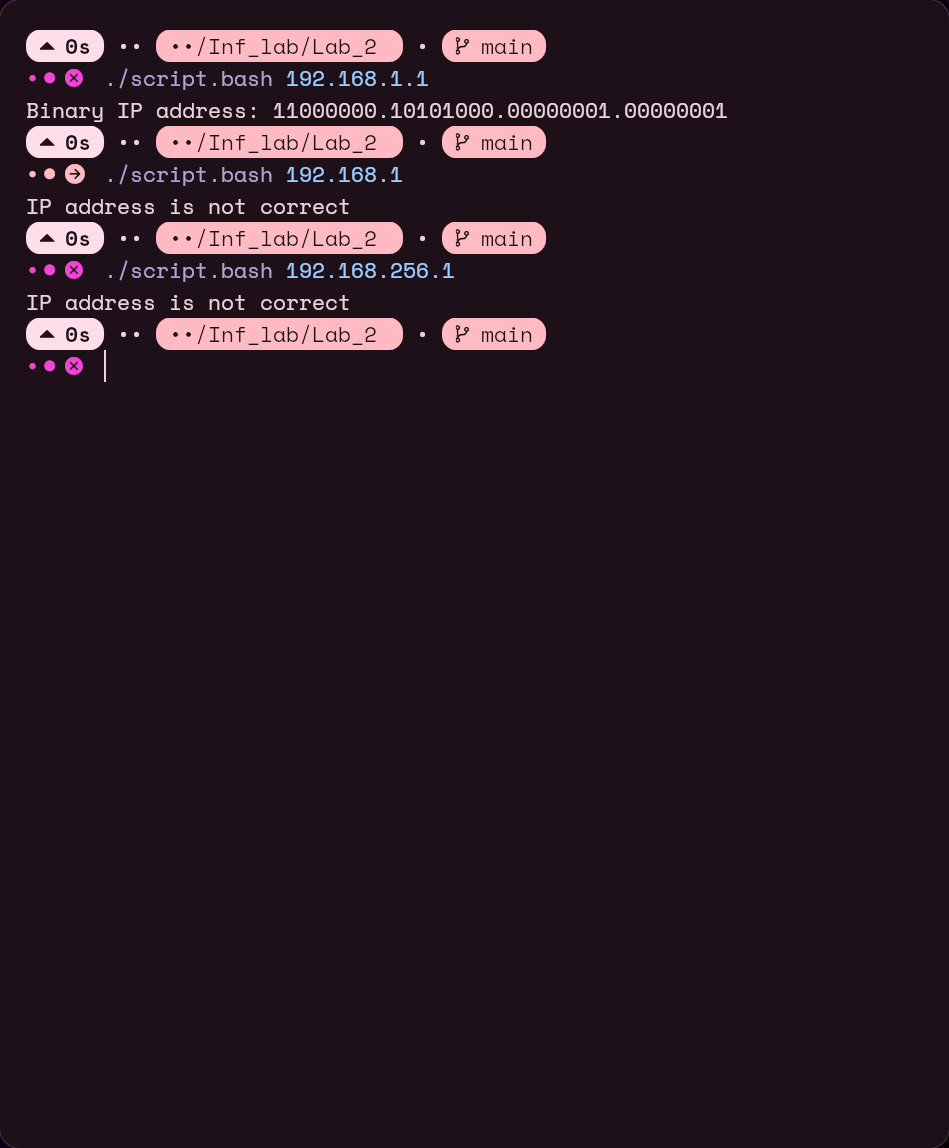 0s •• ••/Inf_lab/Lab_2 • main
./script.bash 192.168.1.1
Binary IP address: 11000000.10101000.00000001.00000001
0s •• ••/Inf_lab/Lab_2 • main
./script.bash 192.168.1
IP address is not correct
0s •• ••/Inf_lab/Lab_2 • main
./script.bash 192.168.256.1
IP address is not correct
0s •• ••/Inf_lab/Lab_2 • main